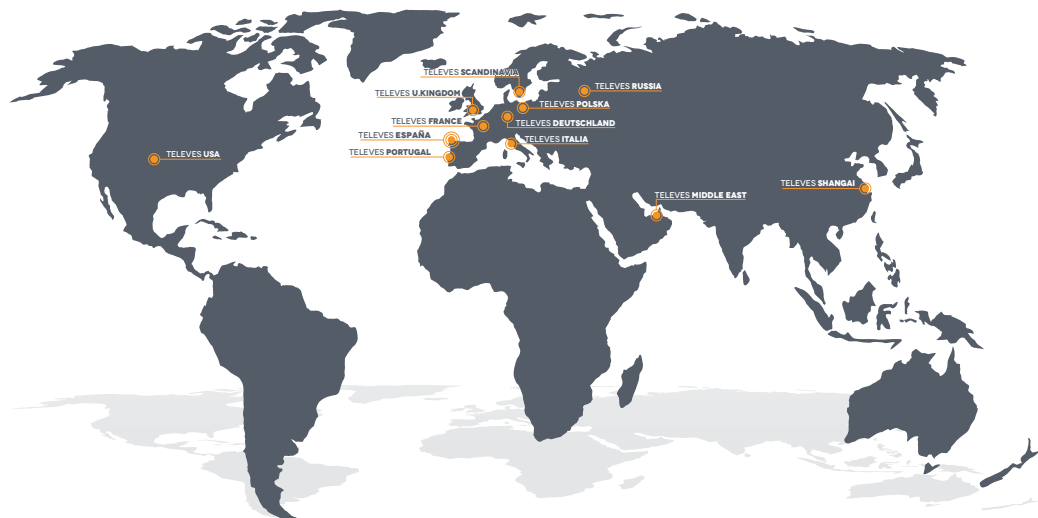 TELEVES SCANDINAVIA
TELEVES RUSSIA
TELEVES U.KINGDOM
TELEVES POLSKA
TELEVES FRANCE
TELEVES DEUTSCHLAND
TELEVES ESPAÑA
TELEVES ITALIA
TELEVES PORTUGAL
TELEVES USA
TELEVES SHANGAI
TELEVES MIDDLE EAST